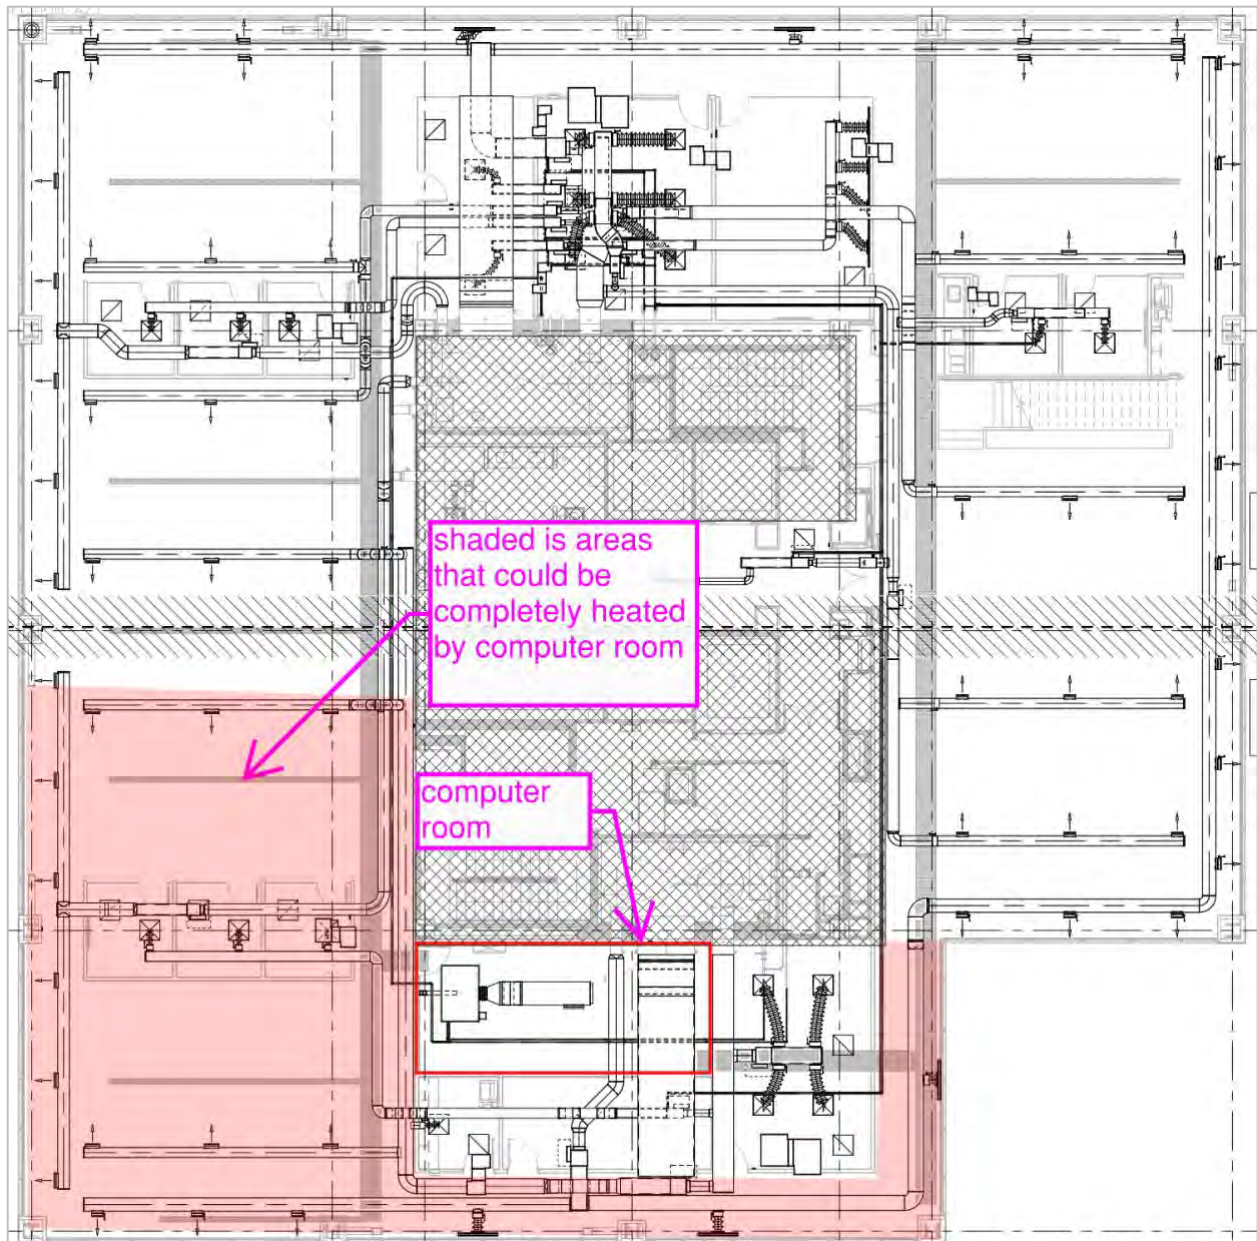 shaded is areas
that could be
completely heated
by computer room
computer
room